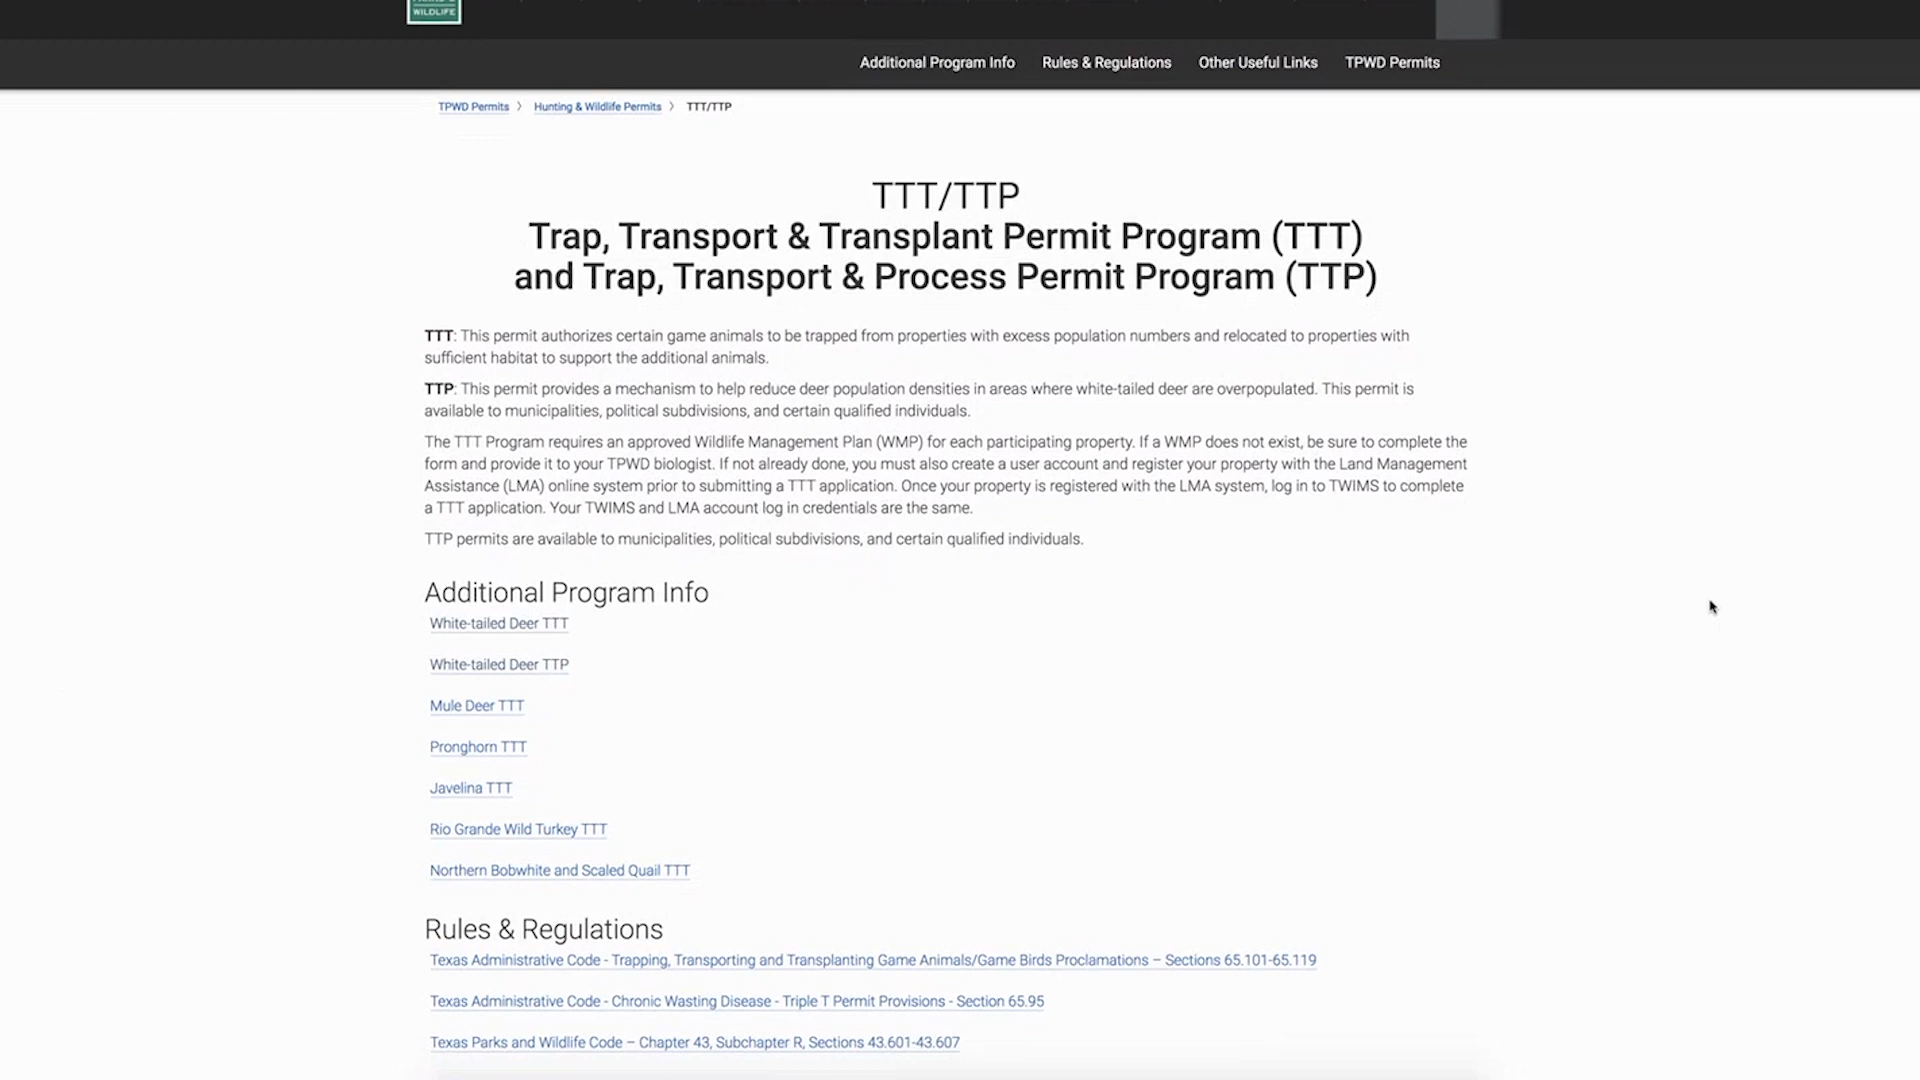 WILDLIFE
Additional Program Info Rules & Regulations Other Useful Links TPWD Permits
TPWD Permits > Hunting & Wildlife Permits > TTT/TTP
TTT/TTP
Trap, Transport & Transplant Permit Program (TTT)
and Trap, Transport & Process Permit Program (TTP)
TTT: This permit authorizes certain game animals to be trapped from properties with excess population numbers and relocated to properties with
sufficient habitat to support the additional animals.
TTP: This permit provides a mechanism to help reduce deer population densities in areas where white-tailed deer are overpopulated. This permit is
available to municipalities, political subdivisions, and certain qualified individuals.
The TTT Program requires an approved Wildlife Management Plan (WMP) for each participating property. If a WMP does not exist, be sure to complete the
form and provide it to your TPWD biologist. If not already done, you must also create a user account and register your property with the Land Management
Assistance (LMA) online system prior to submitting a TTT application. Once your property is registered with the LMA system, log in to TWIMS to complete
a TTT application. Your TWIMS and LMA account log in credentials are the same.
TTP permits are available to municipalities, political subdivisions, and certain qualified individuals.
Additional Program Info
White-tailed Deer TTT
White-tailed Deer TTP
Mule Deer TTT
Pronghorn TTT
Javelina TTT
Rio Grande Wild Turkey TTT
Northern Bobwhite and Scaled Quail TTT
Rules & Regulations
Texas Administrative Code - Trapping, Transporting and Transplanting Game Animals/Game Birds Proclamations – Sections 65.101-65.119
Texas Administrative Code - Chronic Wasting Disease - Triple T Permit Provisions - Section 65.95
Texas Parks and Wildlife Code – Chapter 43, Subchapter R, Sections 43.601-43.607